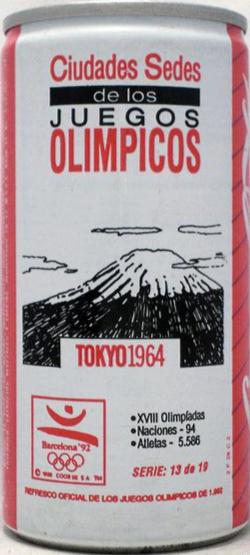 Ciudades Sedes
de los
JUEGOS
OLIMPICOS
TOKYO1964
•XVIII Olimpíadas
•Naciones - 94
•Atletas - 5.586
Barcelona'92
SERIE: 13 de 19
REFRESCO OFICIAL DE LOS JUEGOS OLIMPICOS DE 1.992